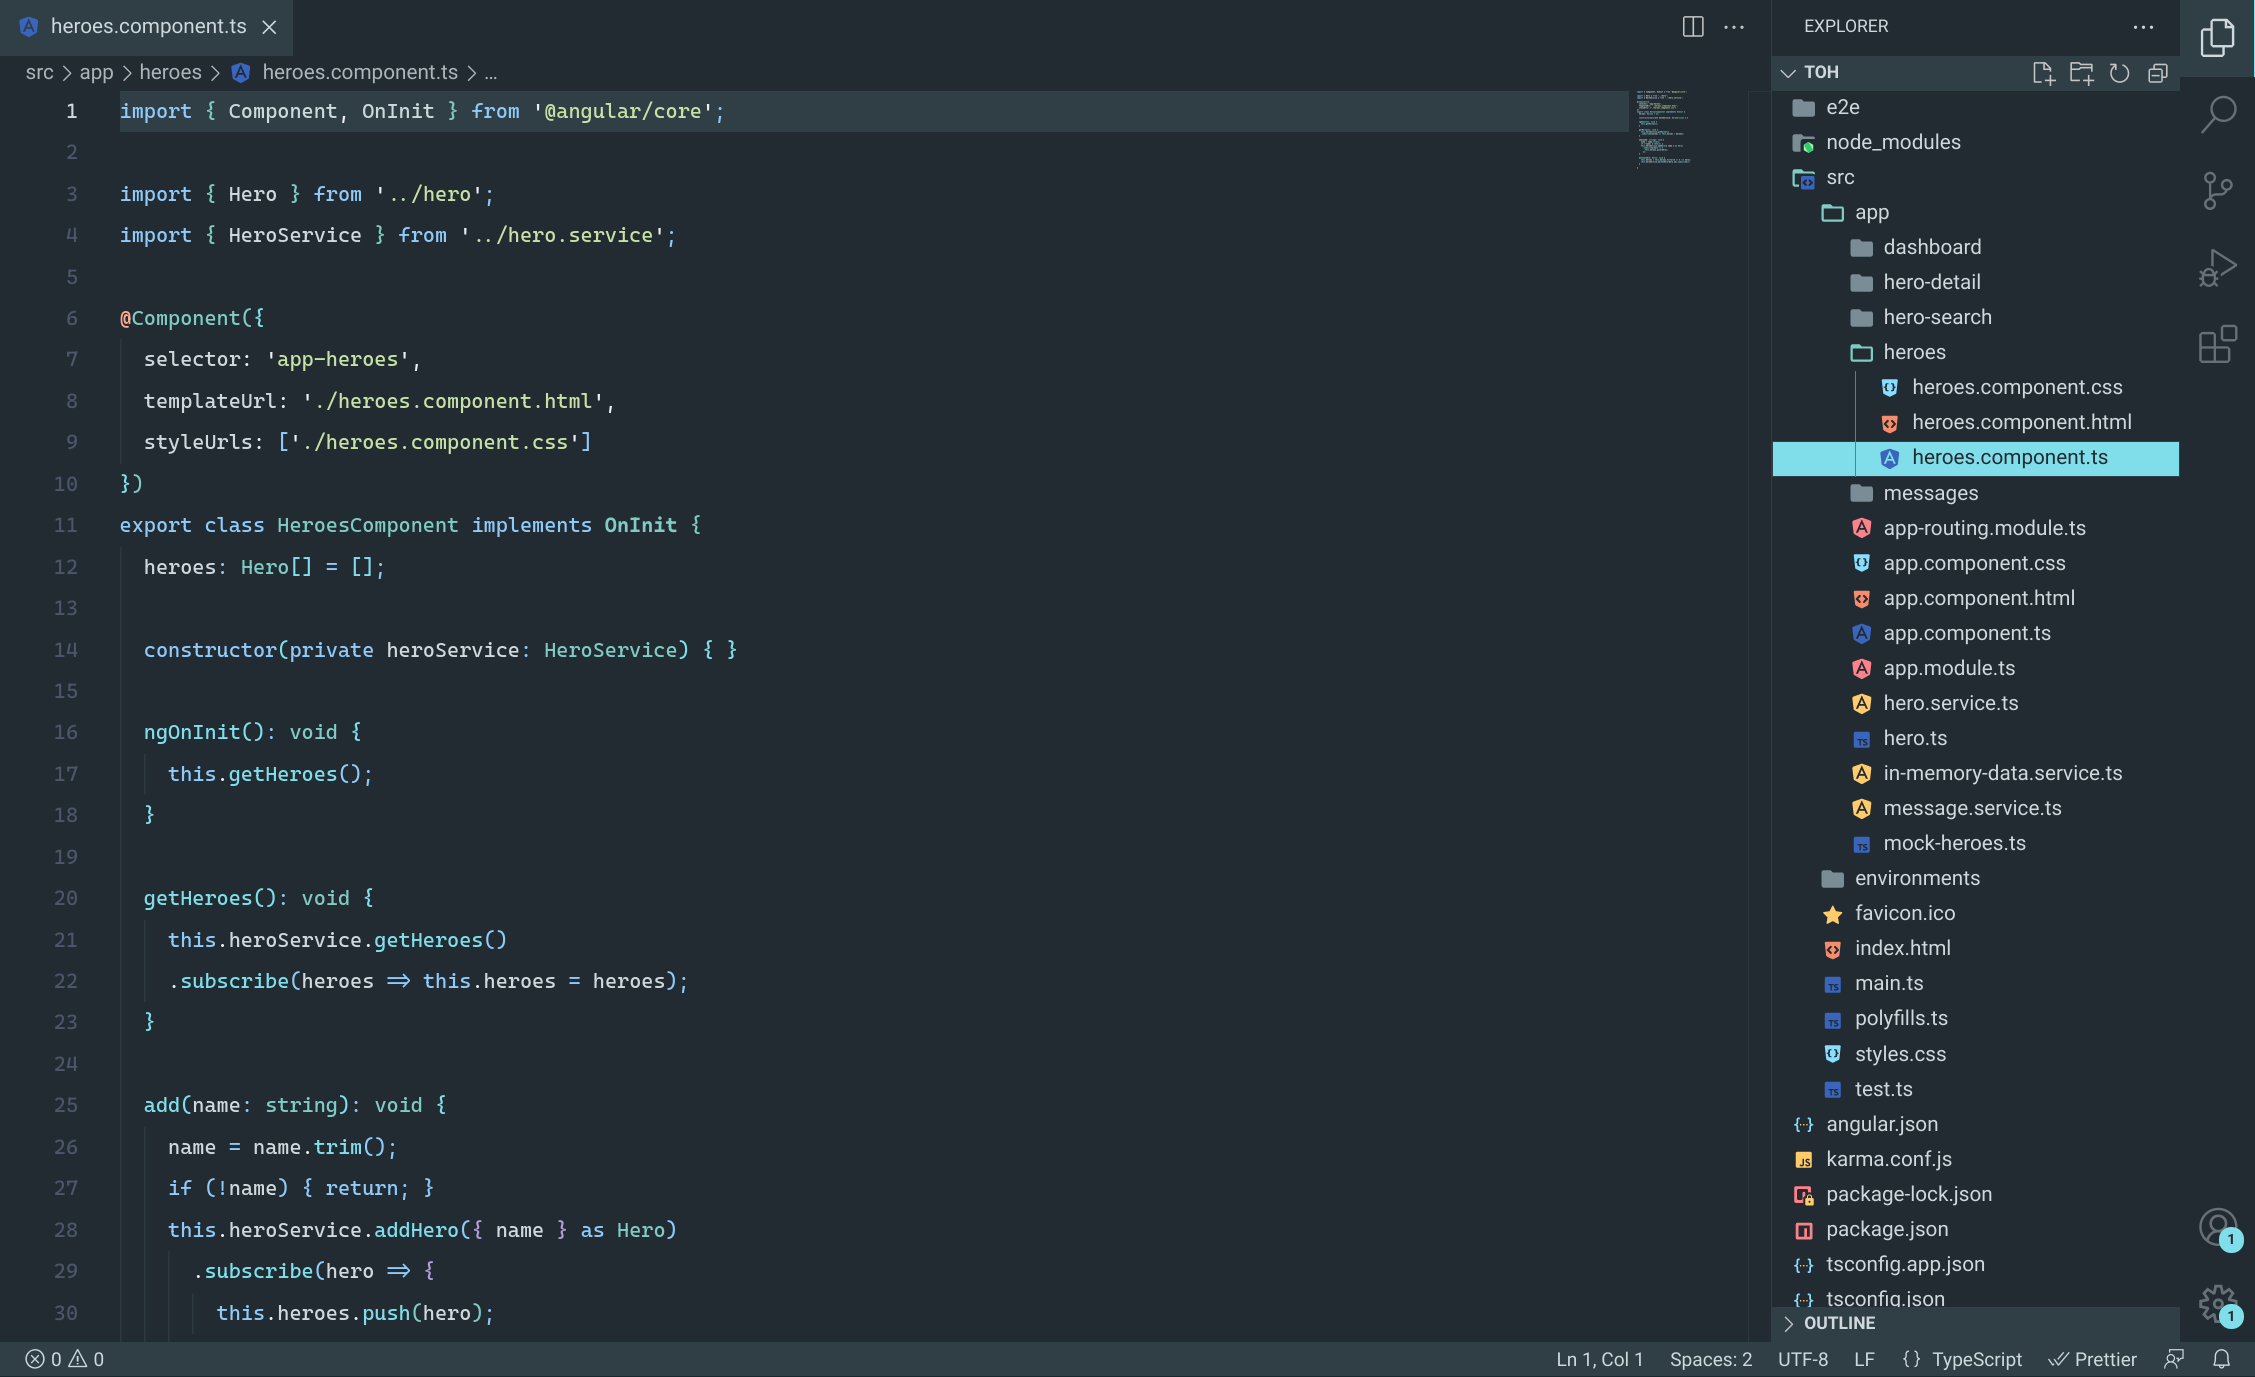 heroes.component.ts
src > app > heroes > heroes.component.ts > ...
1 import { Component, OnInit } from '@angular/core';
2
3 import { Hero } from '../hero';
4 import { HeroService } from '../hero.service';
5
6 @Component({
7 selector: 'app-heroes',
8 templateUrl: './heroes.component.html',
9 styleUrls: ['./heroes.component.css']
10 })
11 export class HeroesComponent implements OnInit {
12 heroes: Hero[] = [];
13
14 constructor(private heroService: HeroService) { }
15
16 ngOnInit(): void {
17 this.getHeroes();
18 }
19
20 getHeroes(): void {
21 this.heroService.getHeroes()
22 .subscribe(heroes => this.heroes = heroes);
23 }
24
25 add(name: string): void {
26 name = name.trim();
27 if (!name) { return; }
28 this.heroService.addHero({ name } as Hero)
29 .subscribe(hero => {
30 this.heroes.push(hero);
EXPLORER
TOH
e2e
node_modules
src
app
dashboard
hero-detail
hero-search
heroes
heroes.component.css
heroes.component.html
heroes.component.ts
messages
app-routing.module.ts
app.component.css
app.component.html
app.component.ts
app.module.ts
hero.service.ts
hero.ts
in-memory-data.service.ts
message.service.ts
mock-heroes.ts
environments
favicon.ico
index.html
main.ts
polyfills.ts
styles.css
test.ts
angular.json
karma.conf.js
package-lock.json
package.json
tsconfig.app.json
tsconfig.json
OUTLINE
1
1
0 0
Ln 1, Col 1 Spaces: 2 UTF-8 LF {} TypeScript Prettier